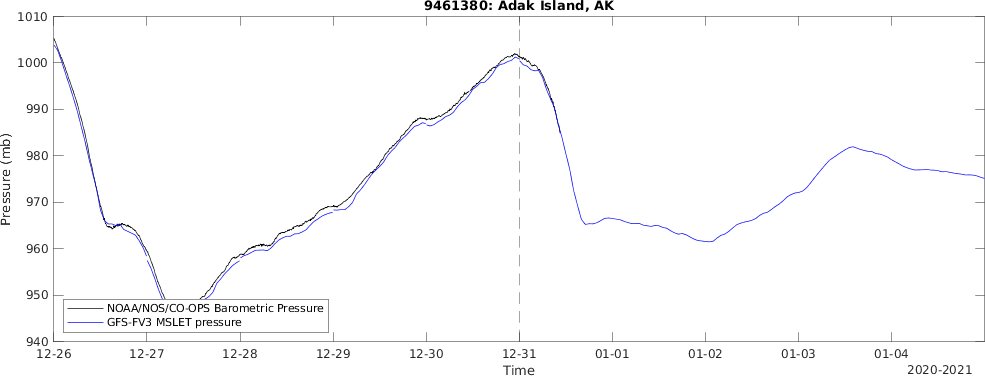 9461380: Adak Island, AK
Pressure (mb)
1010
1000
990
980
970
960
950
940
NOAA/NOS/CO-OPS Barometric Pressure
GFS-FV3 MSLET pressure
12-26 12-27 12-28 12-29 12-30 12-31 01-01 01-02 01-03 01-04
Time
2020-2021